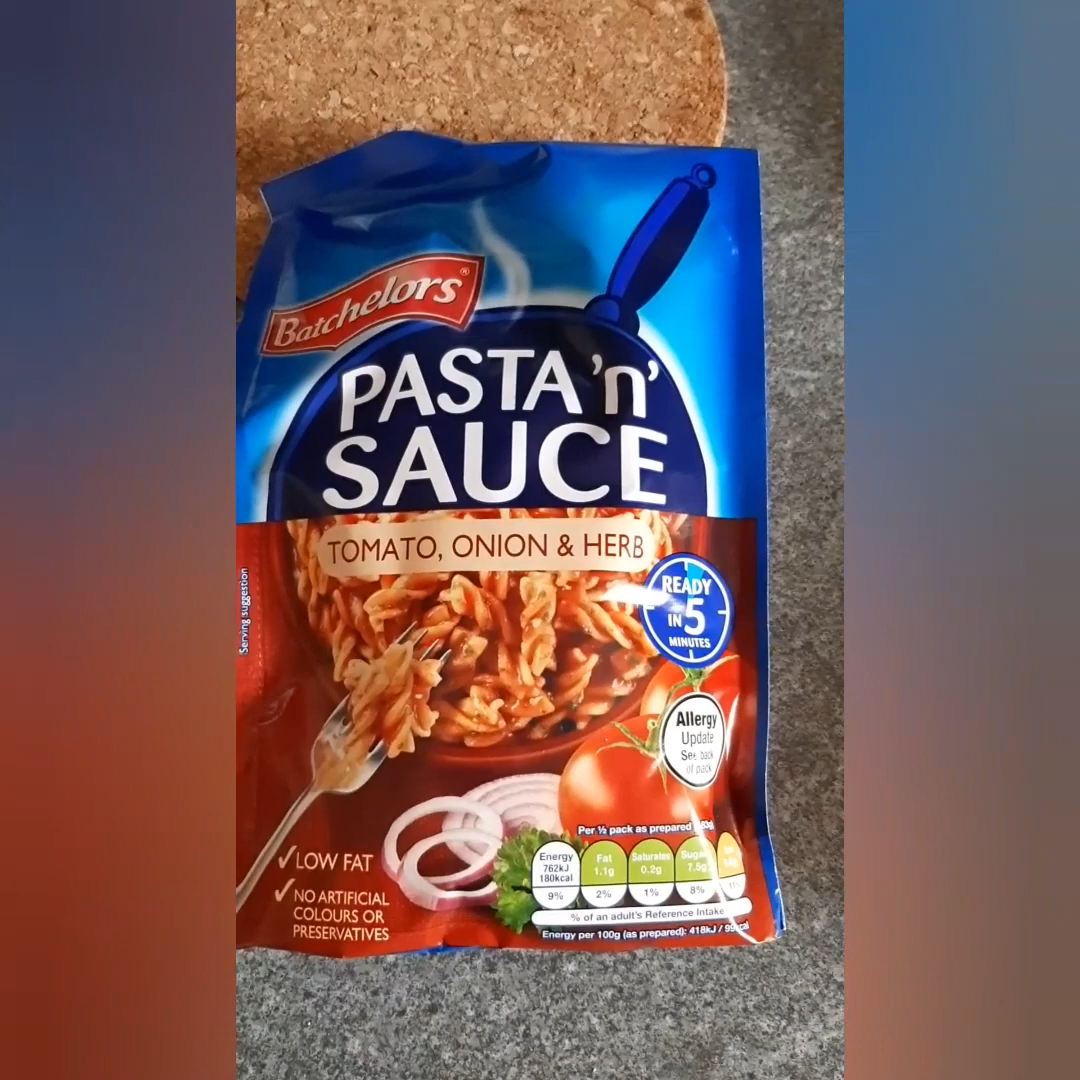 Batchelors®
PASTA 'n'
SAUCE
TOMATO, ONION & HERB
READY
IN 5
MINUTES
Serving suggestion
Allergy
Update
See back
of pack
Per ½ pack as prepared
Energy
762kJ
180kcal
9%
Fat
1.1g
2%
Saturates
0.2g
1%
Sugars
7.5g
8%
11%
% of an adult's Reference Intake
Energy per 100g (as prepared): 418kJ / 99kcal
✓LOW FAT
✓NO ARTIFICIAL
COLOURS OR
PRESERVATIVES